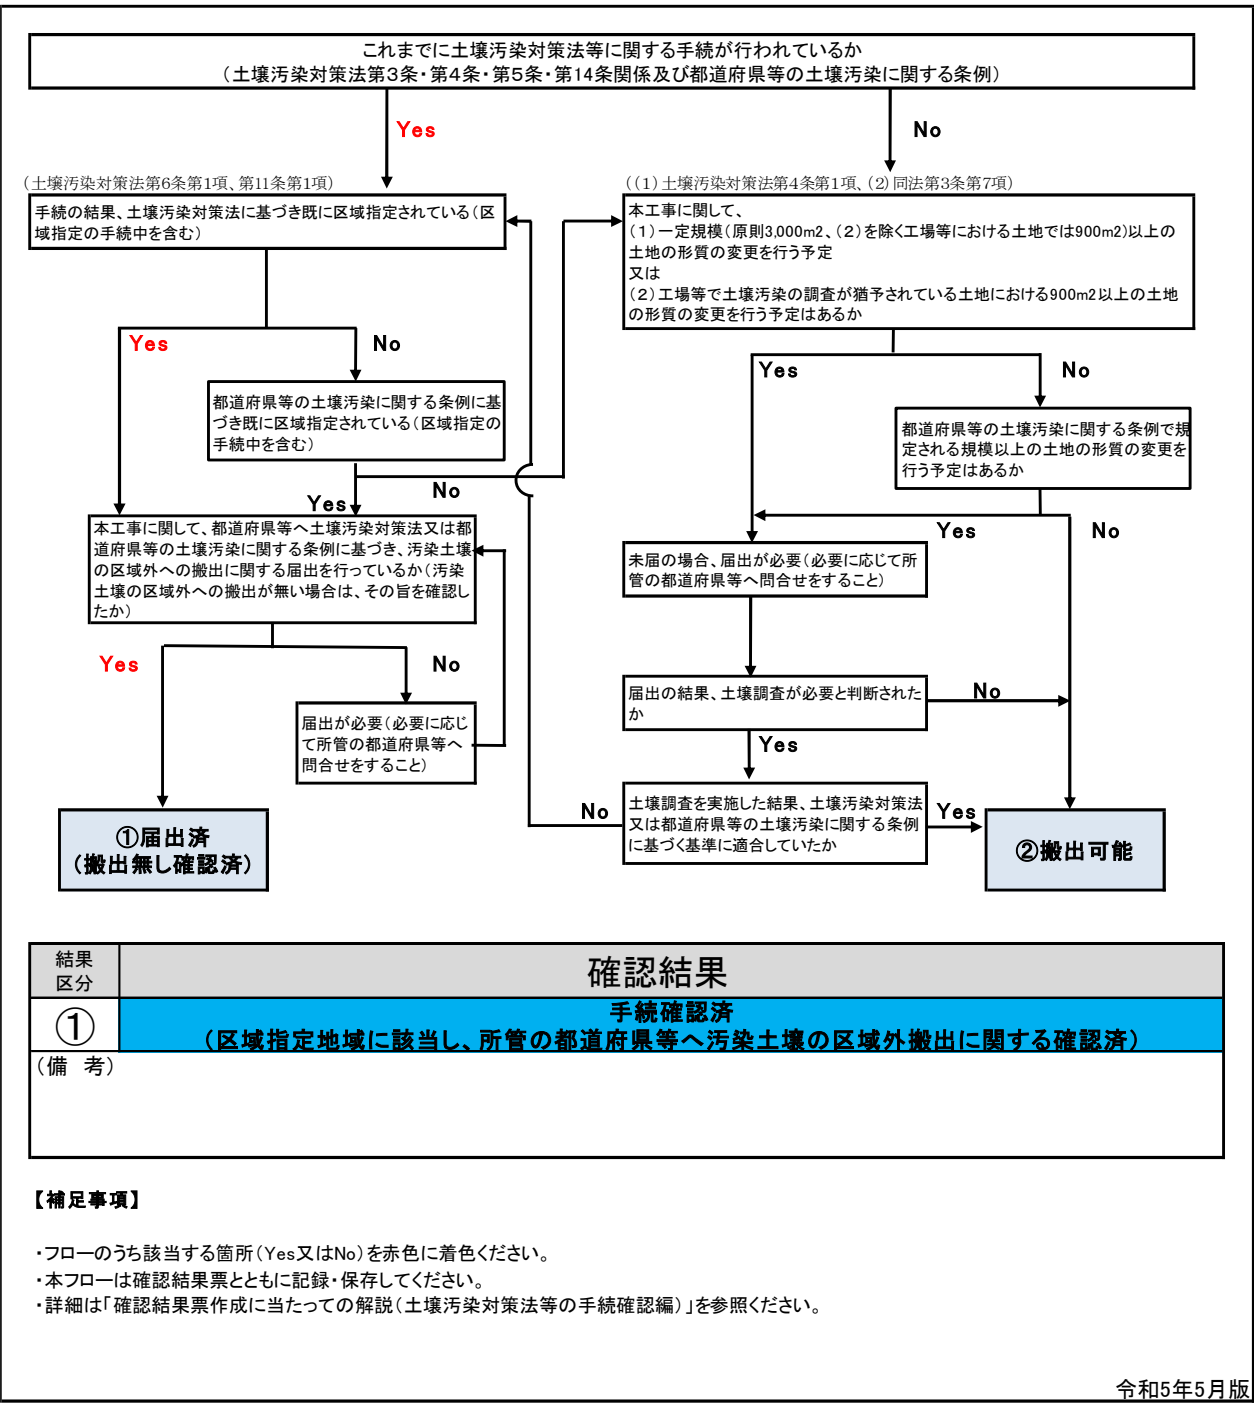 これまでに土壌汚染対策法等に関する手続が行われているか
（土壌汚染対策法第３条・第４条・第５条・第14条関係及び都道府県等の土壌汚染に関する条例）
Yes
No
（土壌汚染対策法第6条第1項、第11条第1項）
手続の結果、土壌汚染対策法に基づき既に区域指定されている（区
域指定の手続中を含む）
（（1）土壌汚染対策法第4条第1項、（2）同法第3条第7項）
本工事に関して、
（１）一定規模（原則3,000m2、（２）を除く工場等における土地では900m2）以上の
土地の形質の変更を行う予定
又は
（２）工場等で土壌汚染の調査が猶予されている土地における900m2以上の土地
の形質の変更を行う予定はあるか
Yes
No
都道府県等の土壌汚染に関する条例に基
づき既に区域指定されている（区域指定の
手続中を含む）
Yes
No
本工事に関して、都道府県等へ土壌汚染対策法又は都
道府県等の土壌汚染に関する条例に基づき、汚染土壌
の区域外への搬出に関する届出を行っているか（汚染
土壌の区域外への搬出が無い場合は、その旨を確認し
たか）
Yes
No
届出が必要（必要に応じ
て所管の都道府県等へ
問合せをすること）
①届出済
（搬出無し確認済）
Yes
No
都道府県等の土壌汚染に関する条例で規
定される規模以上の土地の形質の変更を
行う予定はあるか
Yes
No
未届の場合、届出が必要（必要に応じて所
管の都道府県等へ問合せをすること）
届出の結果、土壌調査が必要と判断された
か
No
Yes
土壌調査を実施した結果、土壌汚染対策法
又は都道府県等の土壌汚染に関する条例
に基づく基準に適合していたか
No
Yes
②搬出可能
結果
区分
確認結果
①
手続確認済
（区域指定地域に該当し、所管の都道府県等へ汚染土壌の区域外搬出に関する確認済）
（備　考）
【補足事項】
・フローのうち該当する箇所（Yes又はNo）を赤色に着色ください。
・本フローは確認結果票とともに記録・保存してください。
・詳細は「確認結果票作成に当たっての解説（土壌汚染対策法等の手続確認編）」を参照ください。
令和5年5月版